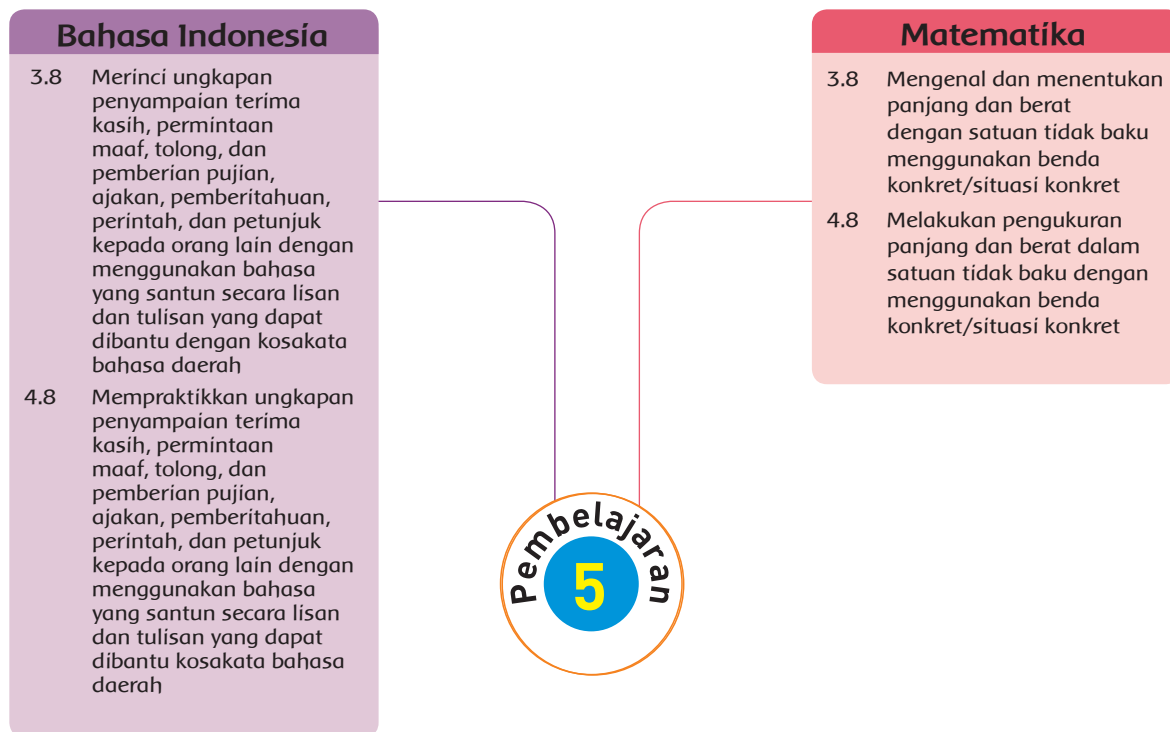 Bahasa Indonesia
3.8 Merinci ungkapan
penyampaian terima
kasih, permintaan
maaf, tolong, dan
pemberian pujian,
ajakan, pemberitahuan,
perintah, dan petunjuk
kepada orang lain dengan
menggunakan bahasa
yang santun secara lisan
dan tulisan yang dapat
dibantu dengan kosakata
bahasa daerah
4.8 Mempraktikkan ungkapan
penyampaian terima
kasih, permintaan
maaf, tolong, dan
pemberian pujian,
ajakan, pemberitahuan,
perintah, dan petunjuk
kepada orang lain dengan
menggunakan bahasa
yang santun secara lisan
dan tulisan yang dapat
dibantu kosakata bahasa
daerah
Matematika
3.8 Mengenal dan menentukan
panjang dan berat
dengan satuan tidak baku
menggunakan benda
konkret/situasi konkret
4.8 Melakukan pengukuran
panjang dan berat dalam
satuan tidak baku dengan
menggunakan benda
konkret/situasi konkret
Pembelajaran
5